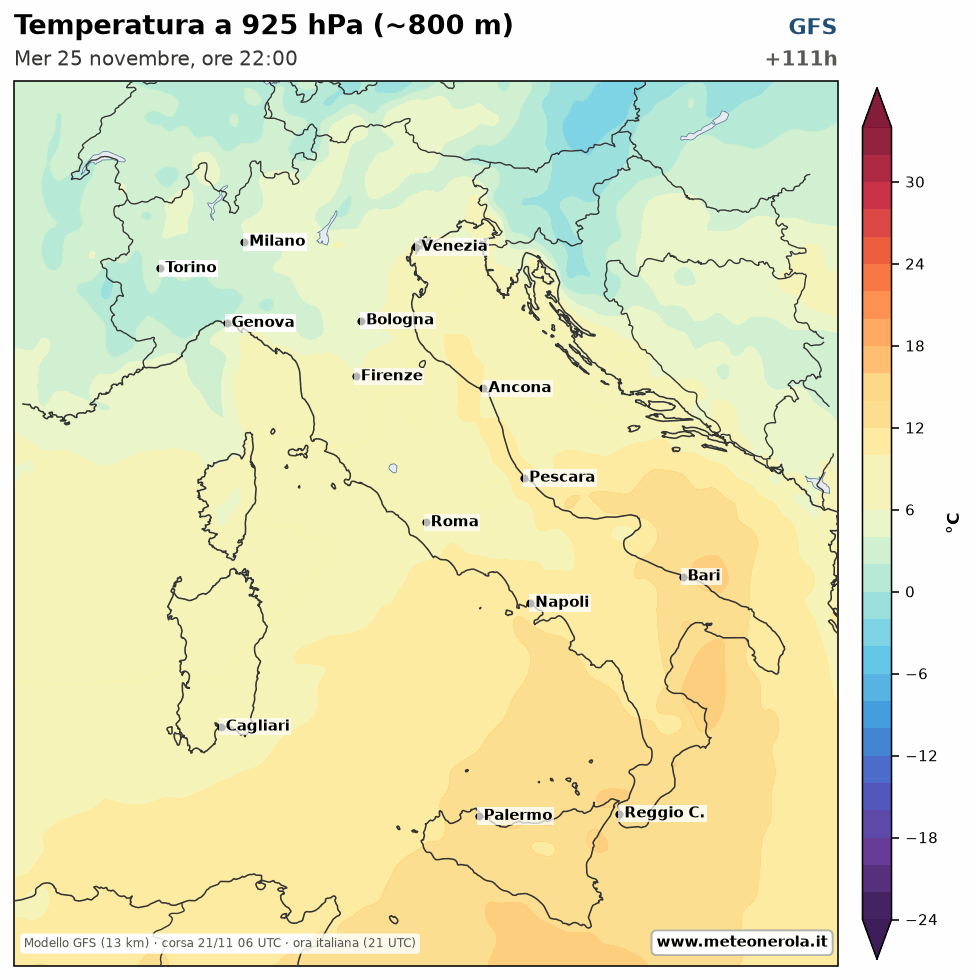 Temperatura a 925 hPa (~800 m)
GFS
Mer 25 novembre, ore 22:00
+111h
Milano
Venezia
Torino
Genova
Bologna
Firenze
Ancona
Pescara
Roma
Bari
Napoli
Cagliari
Palermo
Reggio C.
30
24
18
12
6
0
−6
−12
−18
−24
°C
Modello GFS (13 km) · corsa 21/11 06 UTC · ora italiana (21 UTC)
www.meteonerola.it